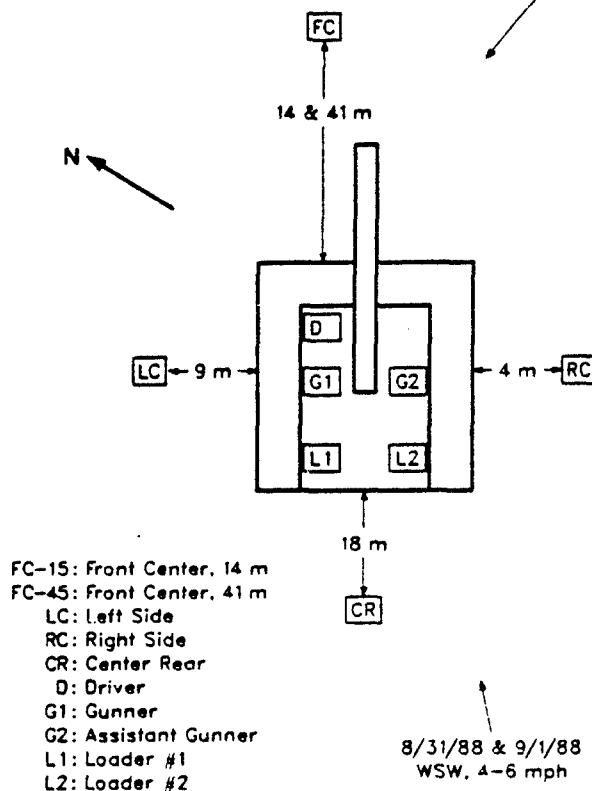 FC
14 & 41 m
N
D
LC 9 m G1 G2 4 m RC
L1 L2
18 m
CR
FC-15: Front Center, 14 m
FC-45: Front Center, 41 m
LC: Left Side
RC: Right Side
CR: Center Rear
D: Driver
G1: Gunner
G2: Assistant Gunner
L1: Loader #1
L2: Loader #2
8/31/88 & 9/1/88
WSW, 4-6 mph